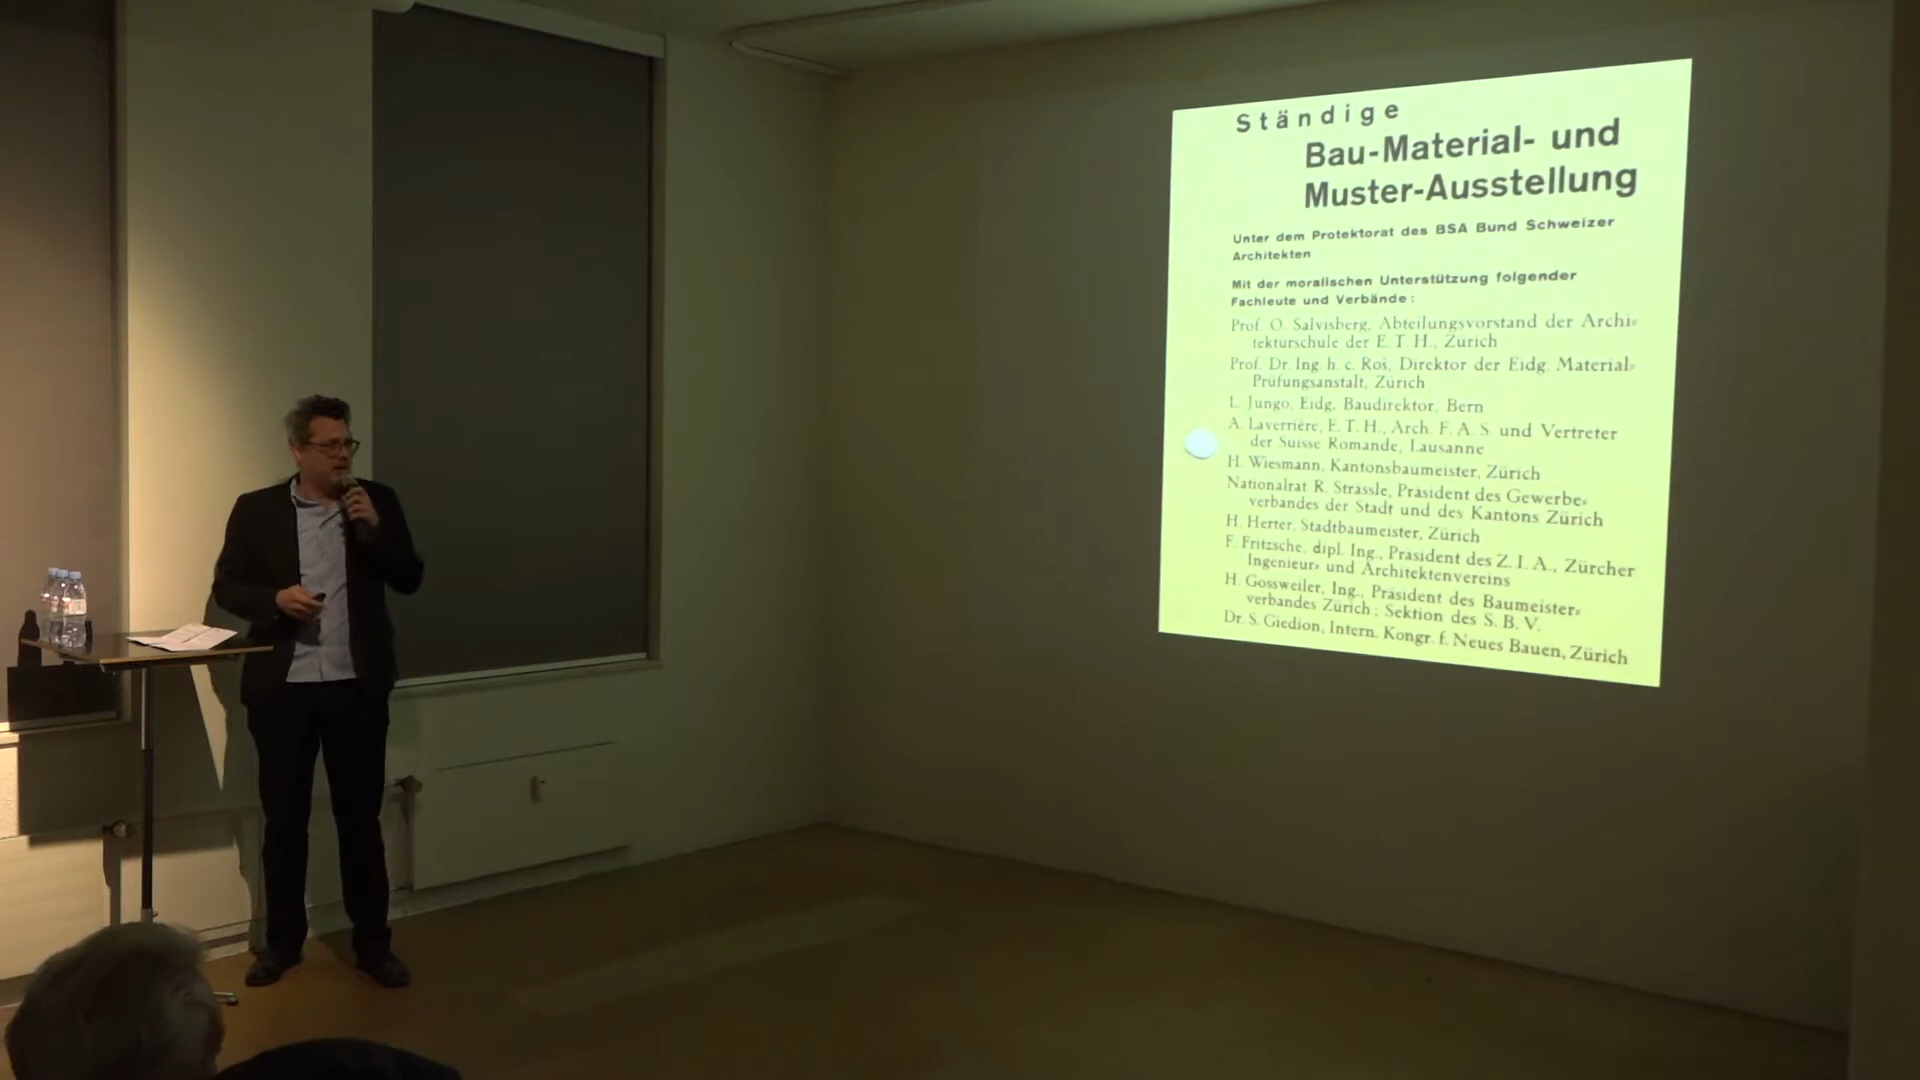 Ständige
Bau-Material- und
Muster-Ausstellung
Unter dem Protektorat des BSA Bund Schweizer
Architekten
Mit der moralischen Unterstützung folgender
Fachleute und Verbände:
Prof. O. Salvisberg, Abteilungsvorstand der Archi=
tekturschule der E. T. H., Zürich
Prof. Dr. Ing. h. c. Roš, Direktor der Eidg. Material=
Prüfungsanstalt, Zürich
L. Jungo, Eidg. Baudirektor, Bern
A. Laverrière, E. T. H., Arch. F. A. S. und Vertreter
der Suisse Romande, Lausanne
H. Wiesmann, Kantonsbaumeister, Zürich
Nationalrat R. Strässle, Präsident des Gewerbe=
verbandes der Stadt und des Kantons Zürich
H. Herter, Stadtbaumeister, Zürich
F. Fritzsche, dipl. Ing., Präsident des Z. I. A., Zürcher
Ingenieur= und Architektenvereins
H. Gossweiler, Ing., Präsident des Baumeister=
verbandes Zürich; Sektion des S. B. V.
Dr. S. Giedion, Intern. Kongr. f. Neues Bauen, Zürich